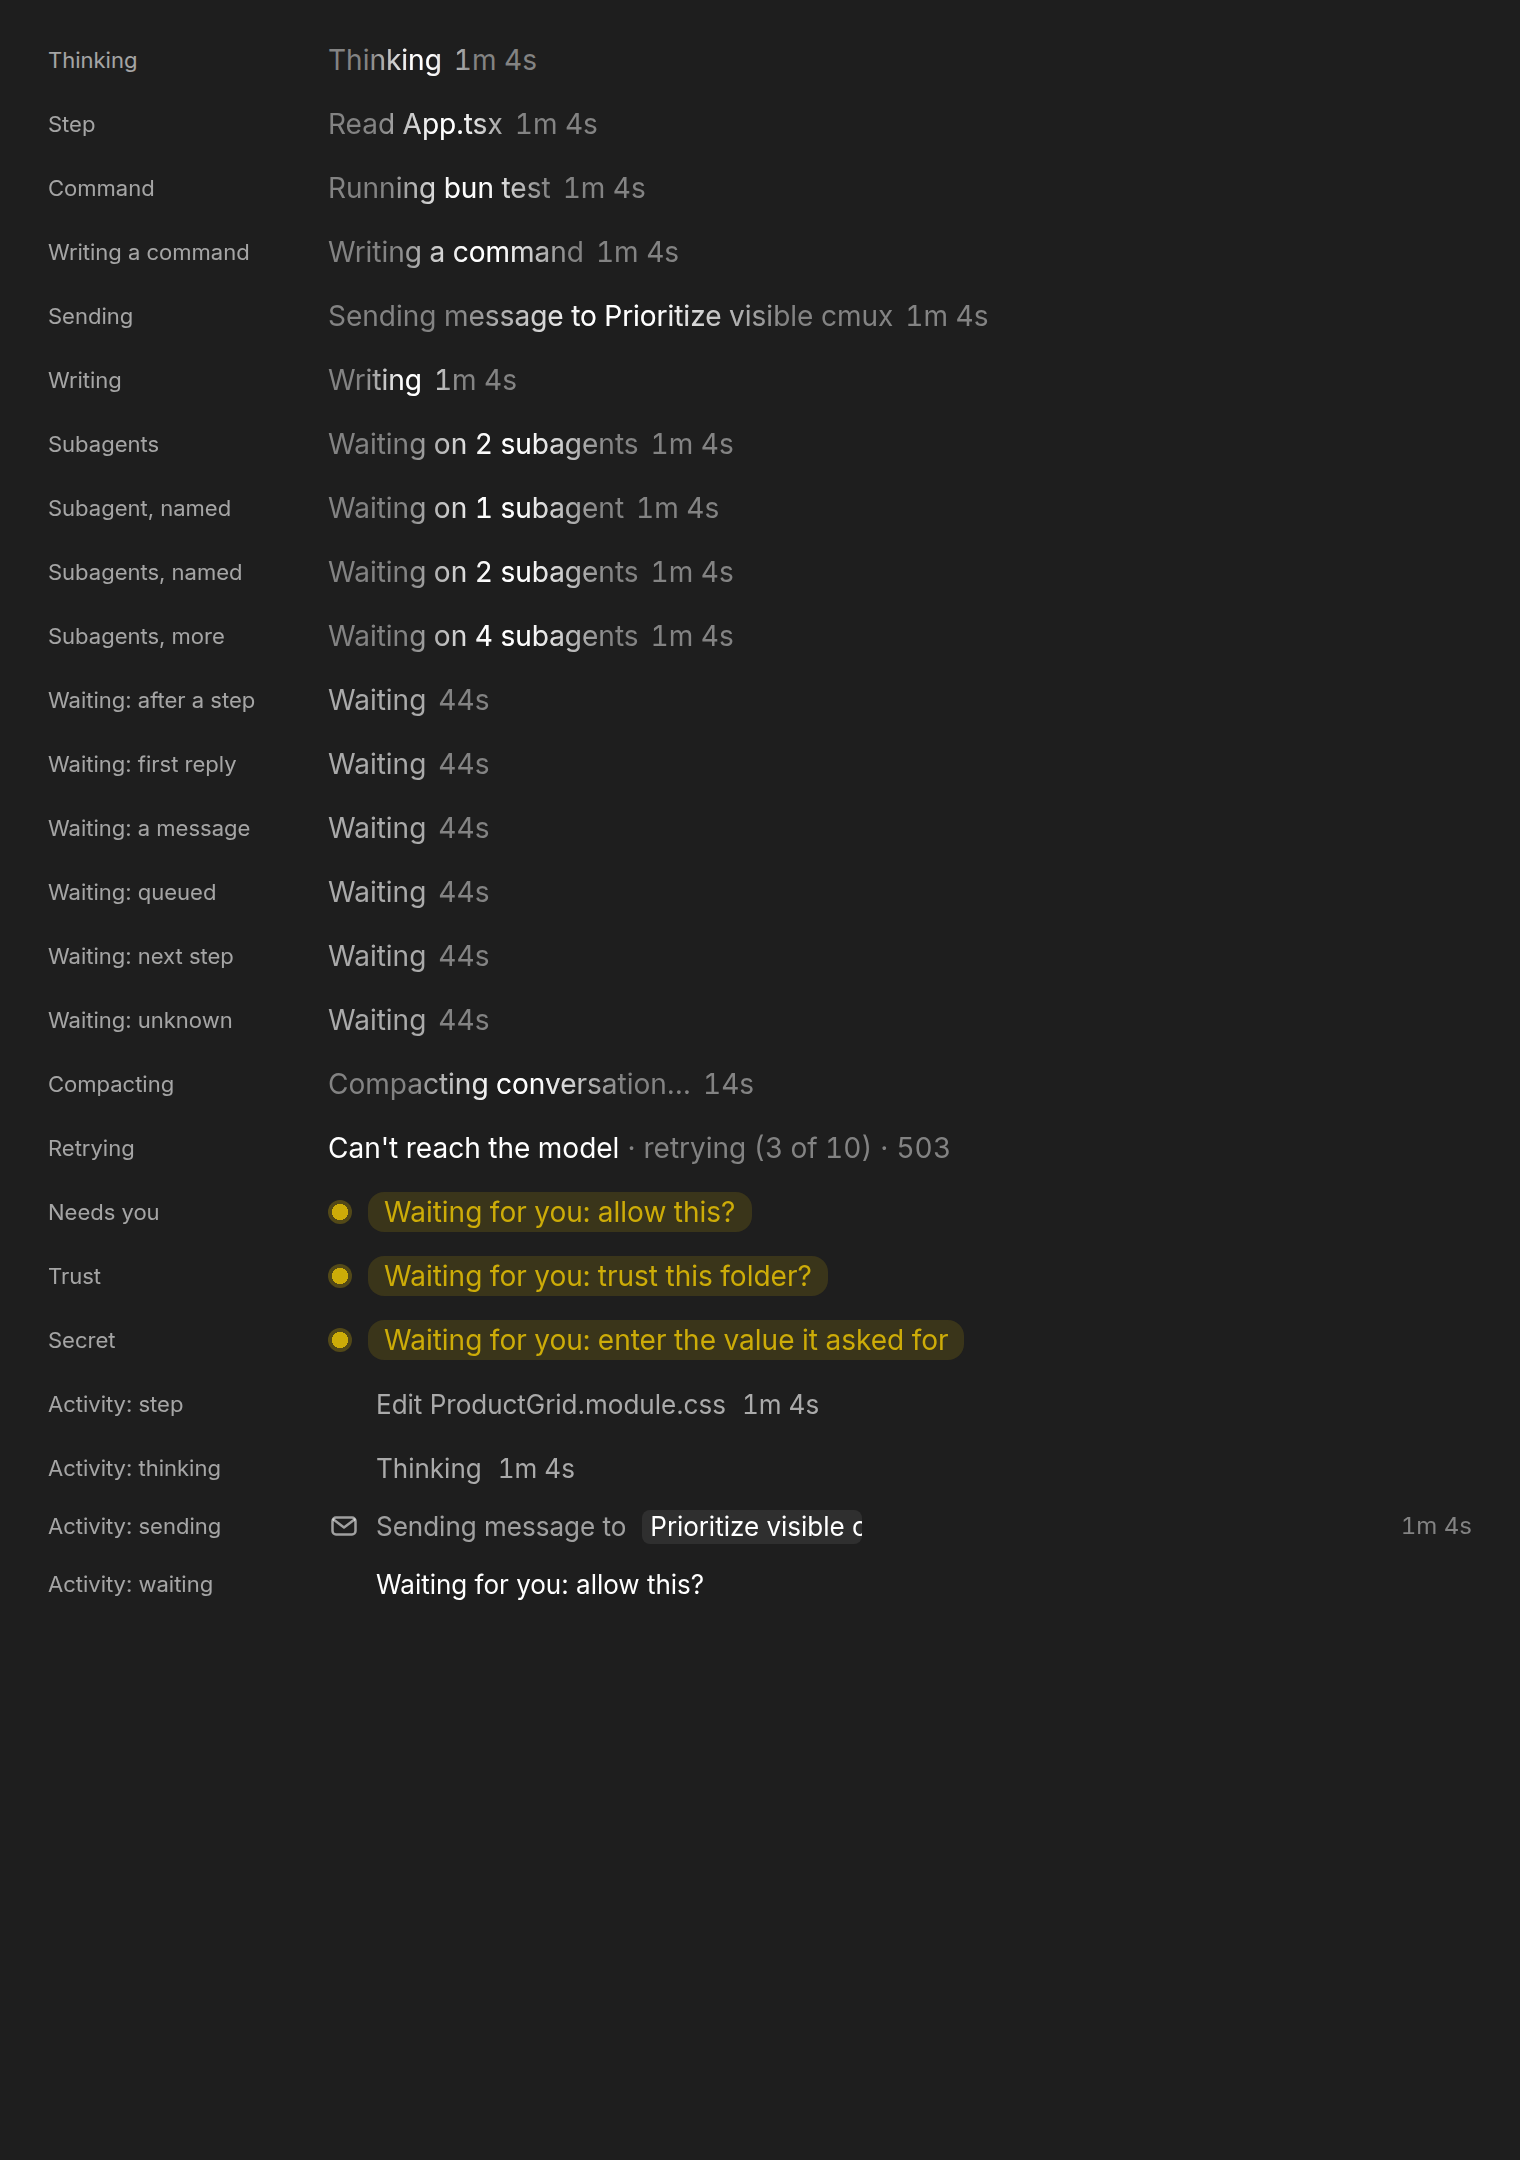 Thinking Thinking 1m 4s
Step Read App.tsx 1m 4s
Command Running bun test 1m 4s
Writing a command Writing a command 1m 4s
Sending Sending message to Prioritize visible cmux 1m 4s
Writing Writing 1m 4s
Subagents Waiting on 2 subagents 1m 4s
Subagent, named Waiting on 1 subagent 1m 4s
Subagents, named Waiting on 2 subagents 1m 4s
Subagents, more Waiting on 4 subagents 1m 4s
Waiting: after a step Waiting 44s
Waiting: first reply Waiting 44s
Waiting: a message Waiting 44s
Waiting: queued Waiting 44s
Waiting: next step Waiting 44s
Waiting: unknown Waiting 44s
Compacting Compacting conversation... 14s
Retrying Can't reach the model · retrying (3 of 10) · 503
Needs you Waiting for you: allow this?
Trust Waiting for you: trust this folder?
Secret Waiting for you: enter the value it asked for
Activity: step Edit ProductGrid.module.css 1m 4s
Activity: thinking Thinking 1m 4s
Activity: sending Sending message to Prioritize visible 1m 4s
Activity: waiting Waiting for you: allow this?